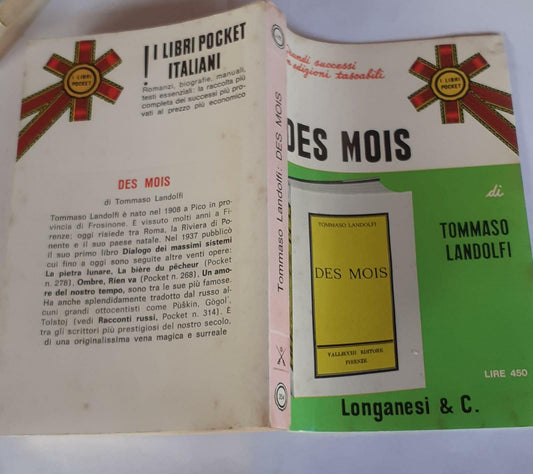 I LIBRI
POCKET
! I LIBRI POCKET
ITALIANI
Romanzi, biografie, manuali,
testi essenziali: la raccolta più
completa dei successi più pro-
vati al prezzo più economico
DES MOIS
di Tommaso Landolfi
Tommaso Landolfi è nato nel 1908 a Pico in pro-
vincia di Frosinone. È vissuto molti anni a Fi-
renze; oggi risiede tra Roma, la Riviera di Po-
nente e il suo paese natale. Nel 1937 pubblicò
il suo primo libro Dialogo dei massimi sistemi
cui fino a oggi sono seguite altre venti opere:
La pietra lunare, La bière du pécheur (Pocket
n. 278), Ombre, Rien va (Pocket n. 268), Un amo-
re del nostro tempo, sono tra le sue più famose.
Ha anche splendidamente tradotto dal russo al-
cuni grandi ottocentisti come Púškin, Gògol',
Tolstoj (vedi Racconti russi, Pocket n. 314). È
tra gli scrittori più prestigiosi del nostro secolo,
di una originalissima vena magica e surreale
Tommaso Landolfi: DES MOIS
Grandi successi
in edizioni tascabili
I LIBRI
POCKET
DES MOIS
di
TOMMASO
LANDOLFI
TOMMASO LANDOLFI
DES MOIS
VALLECCHI EDITORE
FIRENZE
LIRE 450
Longanesi & C.